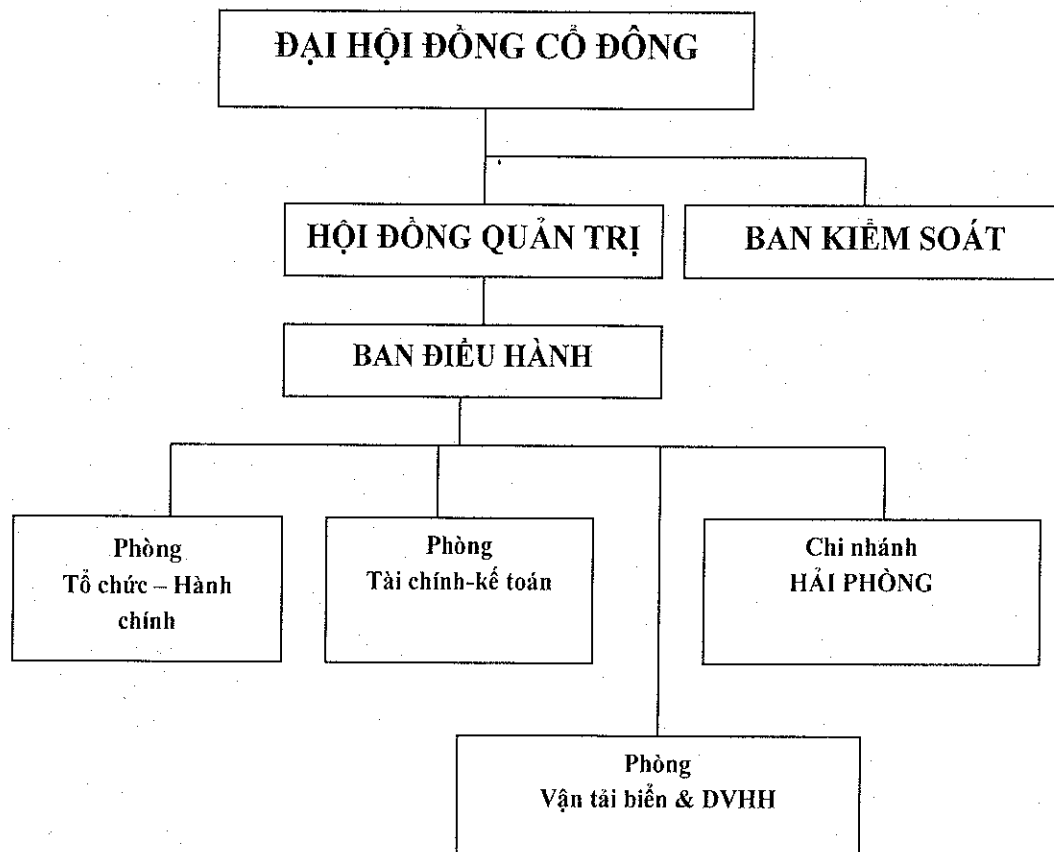 ĐẠI HỘI ĐỒNG CỔ ĐÔNG
HỘI ĐỒNG QUẢN TRỊ
BAN KIỂM SOÁT
BAN ĐIỀU HÀNH
Phòng
Tổ chức – Hành
chính
Phòng
Tài chính-kế toán
Chi nhánh
HẢI PHÒNG
Phòng
Vận tải biển & DVHH